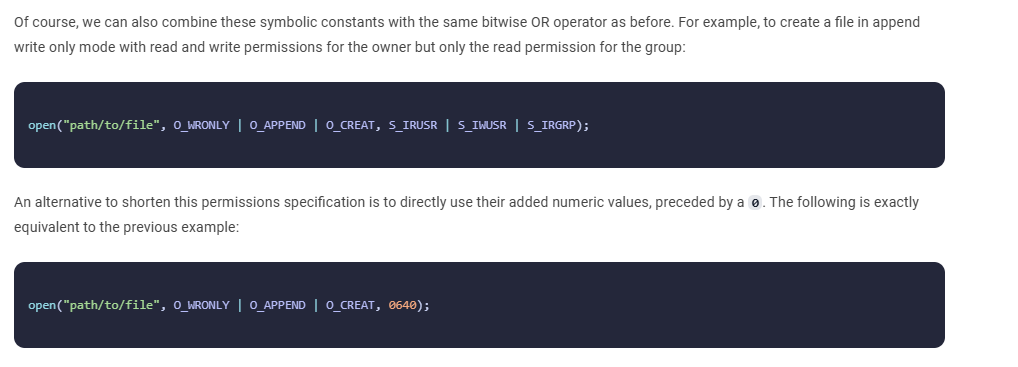 Of course, we can also combine these symbolic constants with the same bitwise OR operator as before. For example, to create a file in append
write only mode with read and write permissions for the owner but only the read permission for the group:
open("path/to/file", O_WRONLY | O_APPEND | O_CREAT, S_IRUSR | S_IWUSR | S_IRGRP);
An alternative to shorten this permissions specification is to directly use their added numeric values, preceded by a 0. The following is exactly
equivalent to the previous example:
open("path/to/file", O_WRONLY | O_APPEND | O_CREAT, 0640);